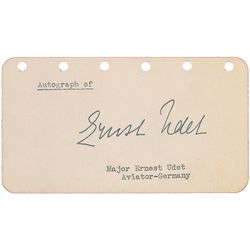 Autograph of
Ernst Udet
Major Ernest Udet
Aviator-Germany